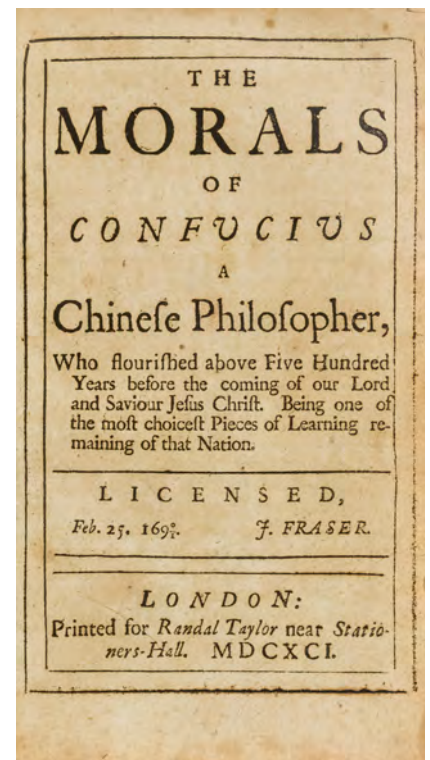 THE
MORALS
OF
CONFUCIUS
A
Chineſe Philoſopher,
Who flouriſhed above Five Hundred
Years before the coming of our Lord
and Saviour Jeſus Chriſt. Being one of
the moſt choiceſt Pieces of Learning re-
maining of that Nation.
LICENSED,
Feb. 25. 169⁰⁄₁. J. FRASER.
LONDON:
Printed for Randal Taylor near Statio-
ners-Hall. MDCXCI.